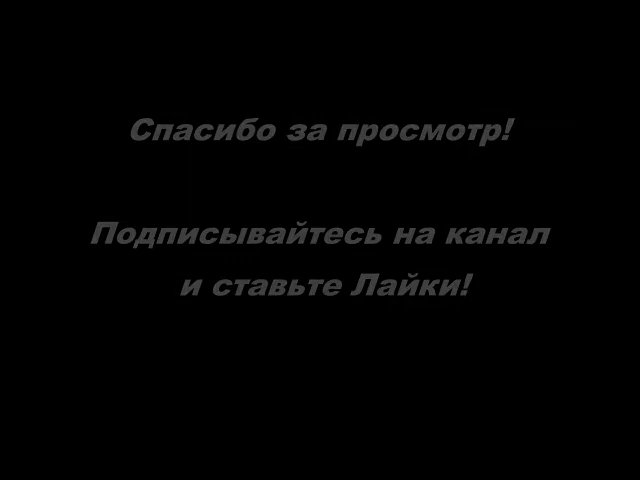 Спасибо за просмотр!
Подписывайтесь на канал
и ставьте Лайки!